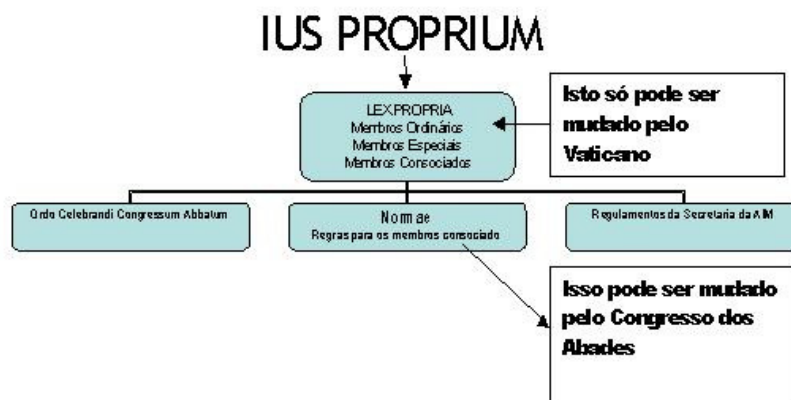 IUS PROPRIUM
LEX PROPRIA
Membros Ordinários
Membros Especiais
Membros Consociados
Isto só pode ser
mudado pelo
Vaticano
Ordo Celebrandi Congressum Abbatum
Normae
Regras para os membros consociado
Regulamentos da Secretaria da AIM
Isso pode ser mudado
pelo Congresso dos
Abades